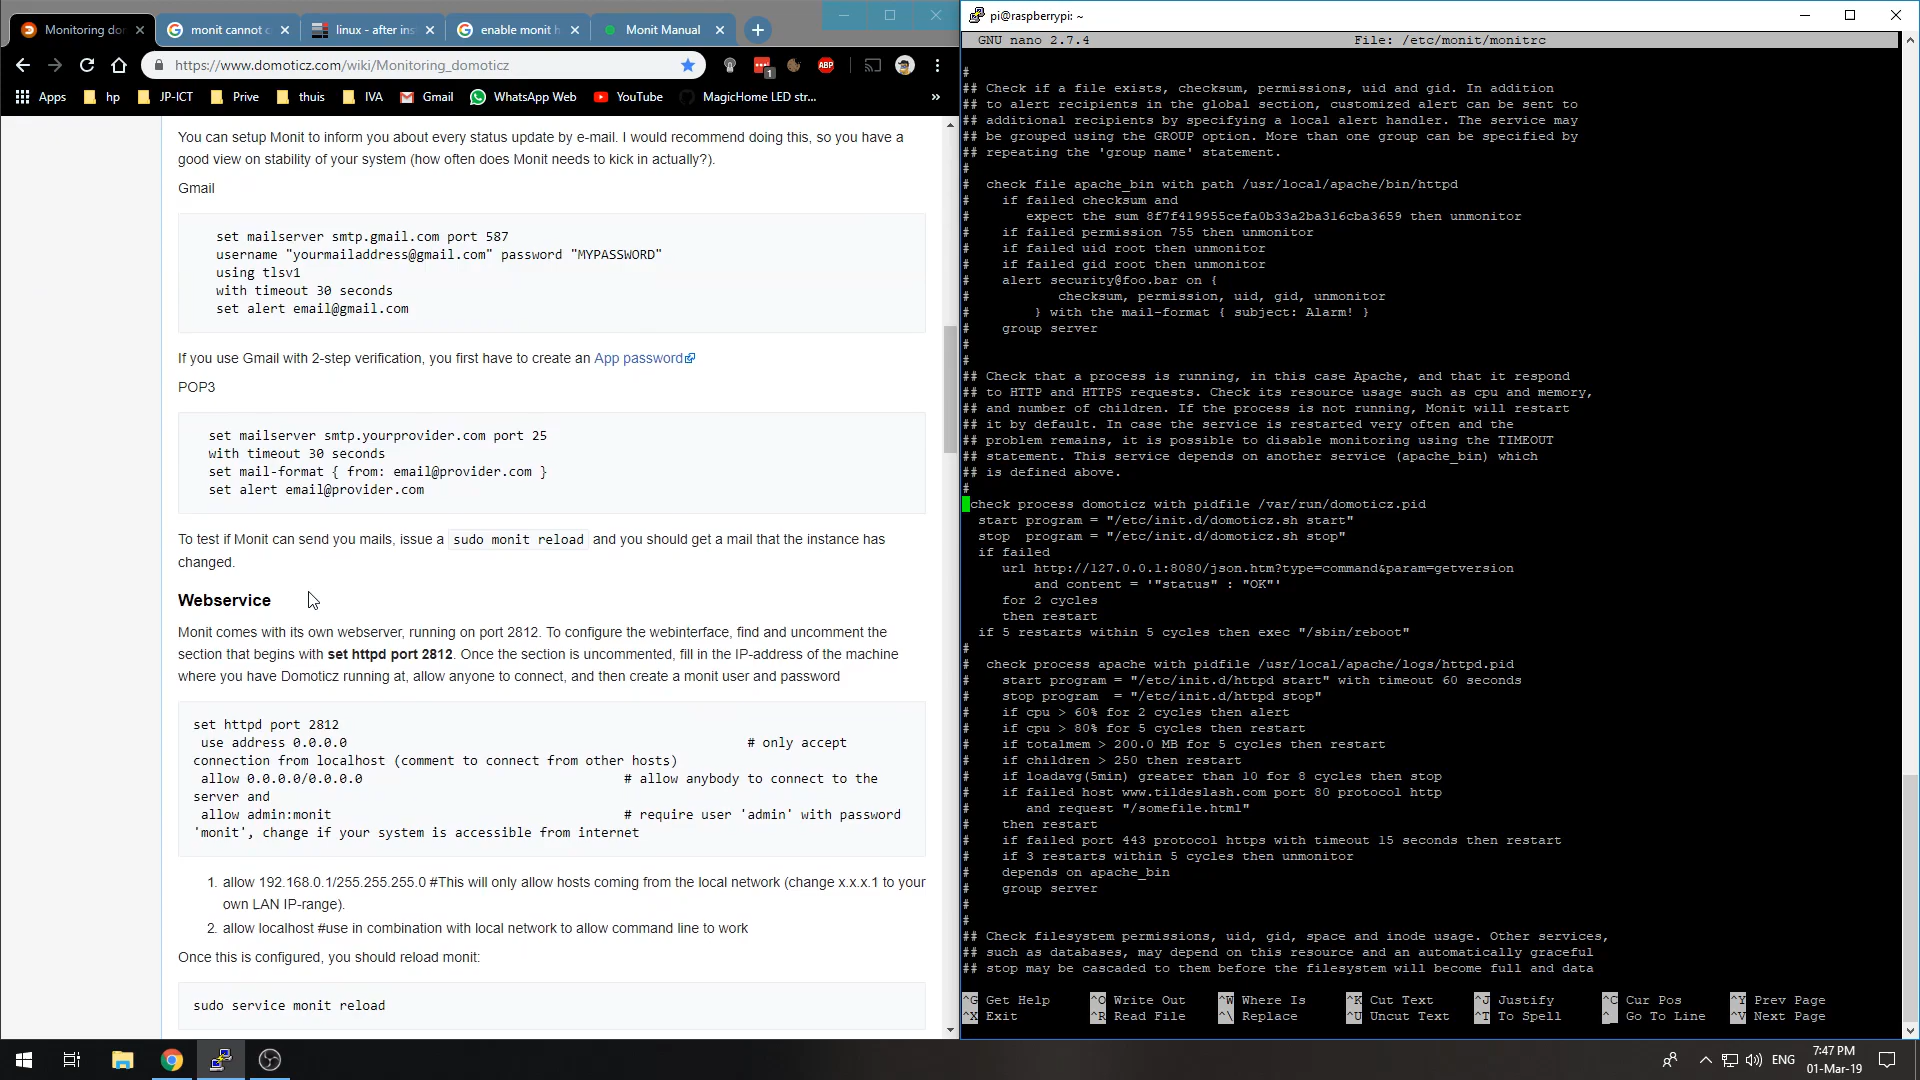 Monitoring do
monit cannot c
linux - after ins
enable monit h
Monit Manual
https://www.domoticz.com/wiki/Monitoring_domoticz
1
ABP
Apps
hp
JP-ICT
Prive
thuis
IVA
Gmail
WhatsApp Web
YouTube
MagicHome LED str...
»
You can setup Monit to inform you about every status update by e-mail. I would recommend doing this, so you have a
good view on stability of your system (how often does Monit needs to kick in actually?).
Gmail
set mailserver smtp.gmail.com port 587
username "yourmailaddress@gmail.com" password "MYPASSWORD"
using tlsv1
with timeout 30 seconds
set alert email@gmail.com
If you use Gmail with 2-step verification, you first have to create an App password
POP3
set mailserver smtp.yourprovider.com port 25
with timeout 30 seconds
set mail-format { from: email@provider.com }
set alert email@provider.com
To test if Monit can send you mails, issue a sudo monit reload and you should get a mail that the instance has
changed.
Webservice
Monit comes with its own webserver, running on port 2812. To configure the webinterface, find and uncomment the
section that begins with set httpd port 2812. Once the section is uncommented, fill in the IP-address of the machine
where you have Domoticz running at, allow anyone to connect, and then create a monit user and password
set httpd port 2812
use address 0.0.0.0 # only accept
connection from localhost (comment to connect from other hosts)
allow 0.0.0.0/0.0.0.0 # allow anybody to connect to the
server and
allow admin:monit # require user 'admin' with password
'monit', change if your system is accessible from internet
1. allow 192.168.0.1/255.255.255.0 #This will only allow hosts coming from the local network (change x.x.x.1 to your
own LAN IP-range).
2. allow localhost #use in combination with local network to allow command line to work
Once this is configured, you should reload monit:
sudo service monit reload
pi@raspberrypi: ~
GNU nano 2.7.4 File: /etc/monit/monitrc
#
## Check if a file exists, checksum, permissions, uid and gid. In addition
## to alert recipients in the global section, customized alert can be sent to
## additional recipients by specifying a local alert handler. The service may
## be grouped using the GROUP option. More than one group can be specified by
## repeating the 'group name' statement.
#
# check file apache_bin with path /usr/local/apache/bin/httpd
# if failed checksum and
# expect the sum 8f7f419955cefa0b33a2ba316cba3659 then unmonitor
# if failed permission 755 then unmonitor
# if failed uid root then unmonitor
# if failed gid root then unmonitor
# alert security@foo.bar on {
# checksum, permission, uid, gid, unmonitor
# } with the mail-format { subject: Alarm! }
# group server
#
#
## Check that a process is running, in this case Apache, and that it respond
## to HTTP and HTTPS requests. Check its resource usage such as cpu and memory,
## and number of children. If the process is not running, Monit will restart
## it by default. In case the service is restarted very often and the
## problem remains, it is possible to disable monitoring using the TIMEOUT
## statement. This service depends on another service (apache_bin) which
## is defined above.
#
check process domoticz with pidfile /var/run/domoticz.pid
start program = "/etc/init.d/domoticz.sh start"
stop program = "/etc/init.d/domoticz.sh stop"
if failed
url http://127.0.0.1:8080/json.htm?type=command&param=getversion
and content = '"status" : "OK"'
for 2 cycles
then restart
if 5 restarts within 5 cycles then exec "/sbin/reboot"
#
# check process apache with pidfile /usr/local/apache/logs/httpd.pid
# start program = "/etc/init.d/httpd start" with timeout 60 seconds
# stop program = "/etc/init.d/httpd stop"
# if cpu > 60% for 2 cycles then alert
# if cpu > 80% for 5 cycles then restart
# if totalmem > 200.0 MB for 5 cycles then restart
# if children > 250 then restart
# if loadavg(5min) greater than 10 for 8 cycles then stop
# if failed host www.tildeslash.com port 80 protocol http
# and request "/somefile.html"
# then restart
# if failed port 443 protocol https with timeout 15 seconds then restart
# if 3 restarts within 5 cycles then unmonitor
# depends on apache_bin
# group server
#
#
## Check filesystem permissions, uid, gid, space and inode usage. Other services,
## such as databases, may depend on this resource and an automatically graceful
## stop may be cascaded to them before the filesystem will become full and data
^G Get Help ^O Write Out ^W Where Is ^K Cut Text ^J Justify ^C Cur Pos ^Y Prev Page
^X Exit ^R Read File ^\ Replace ^U Uncut Text ^T To Spell ^_ Go To Line ^V Next Page
ENG
7:47 PM
01-Mar-19